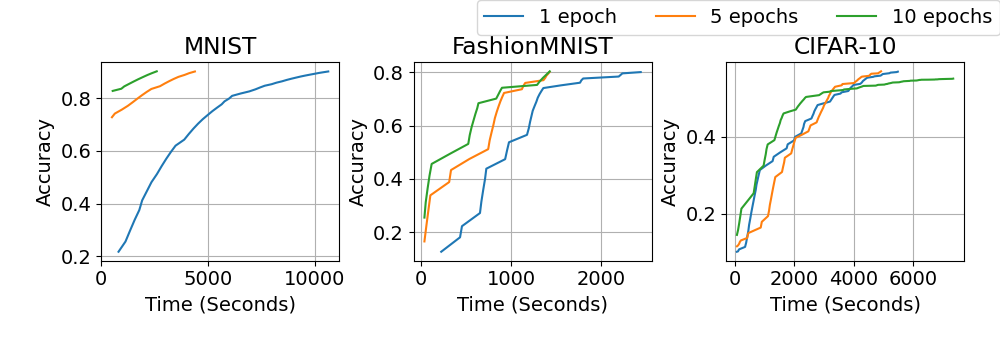 1 epoch 5 epochs 10 epochs
MNIST FashionMNIST CIFAR-10
Accuracy
0.8
0.6
0.4
0.2
0 5000 10000
Time (Seconds)
Accuracy
0.8
0.6
0.4
0.2
0 1000 2000
Time (Seconds)
Accuracy
0.4
0.2
0 2000 4000 6000
Time (Seconds)